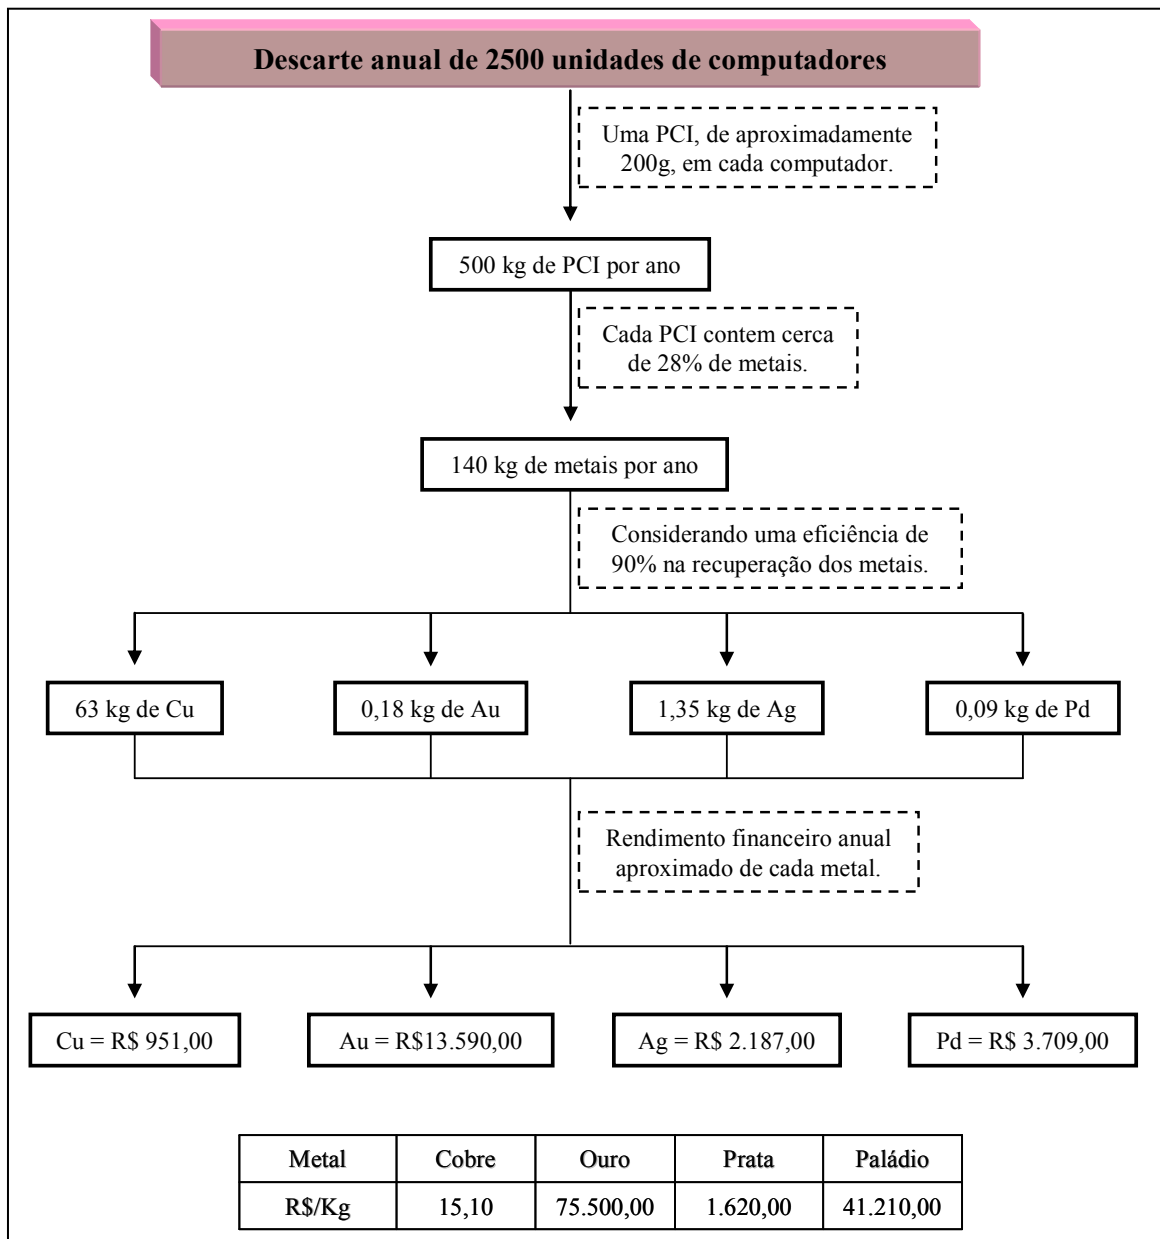 Descarte anual de 2500 unidades de computadores
Uma PCI, de aproximadamente
200g, em cada computador.
500 kg de PCI por ano
Cada PCI contem cerca
de 28% de metais.
140 kg de metais por ano
Considerando uma eficiência de
90% na recuperação dos metais.
63 kg de Cu
0,18 kg de Au
1,35 kg de Ag
0,09 kg de Pd
Rendimento financeiro anual
aproximado de cada metal.
Cu = R$ 951,00
Au = R$13.590,00
Ag = R$ 2.187,00
Pd = R$ 3.709,00
Metal Cobre Ouro Prata Paládio
R$/Kg 15,10 75.500,00 1.620,00 41.210,00